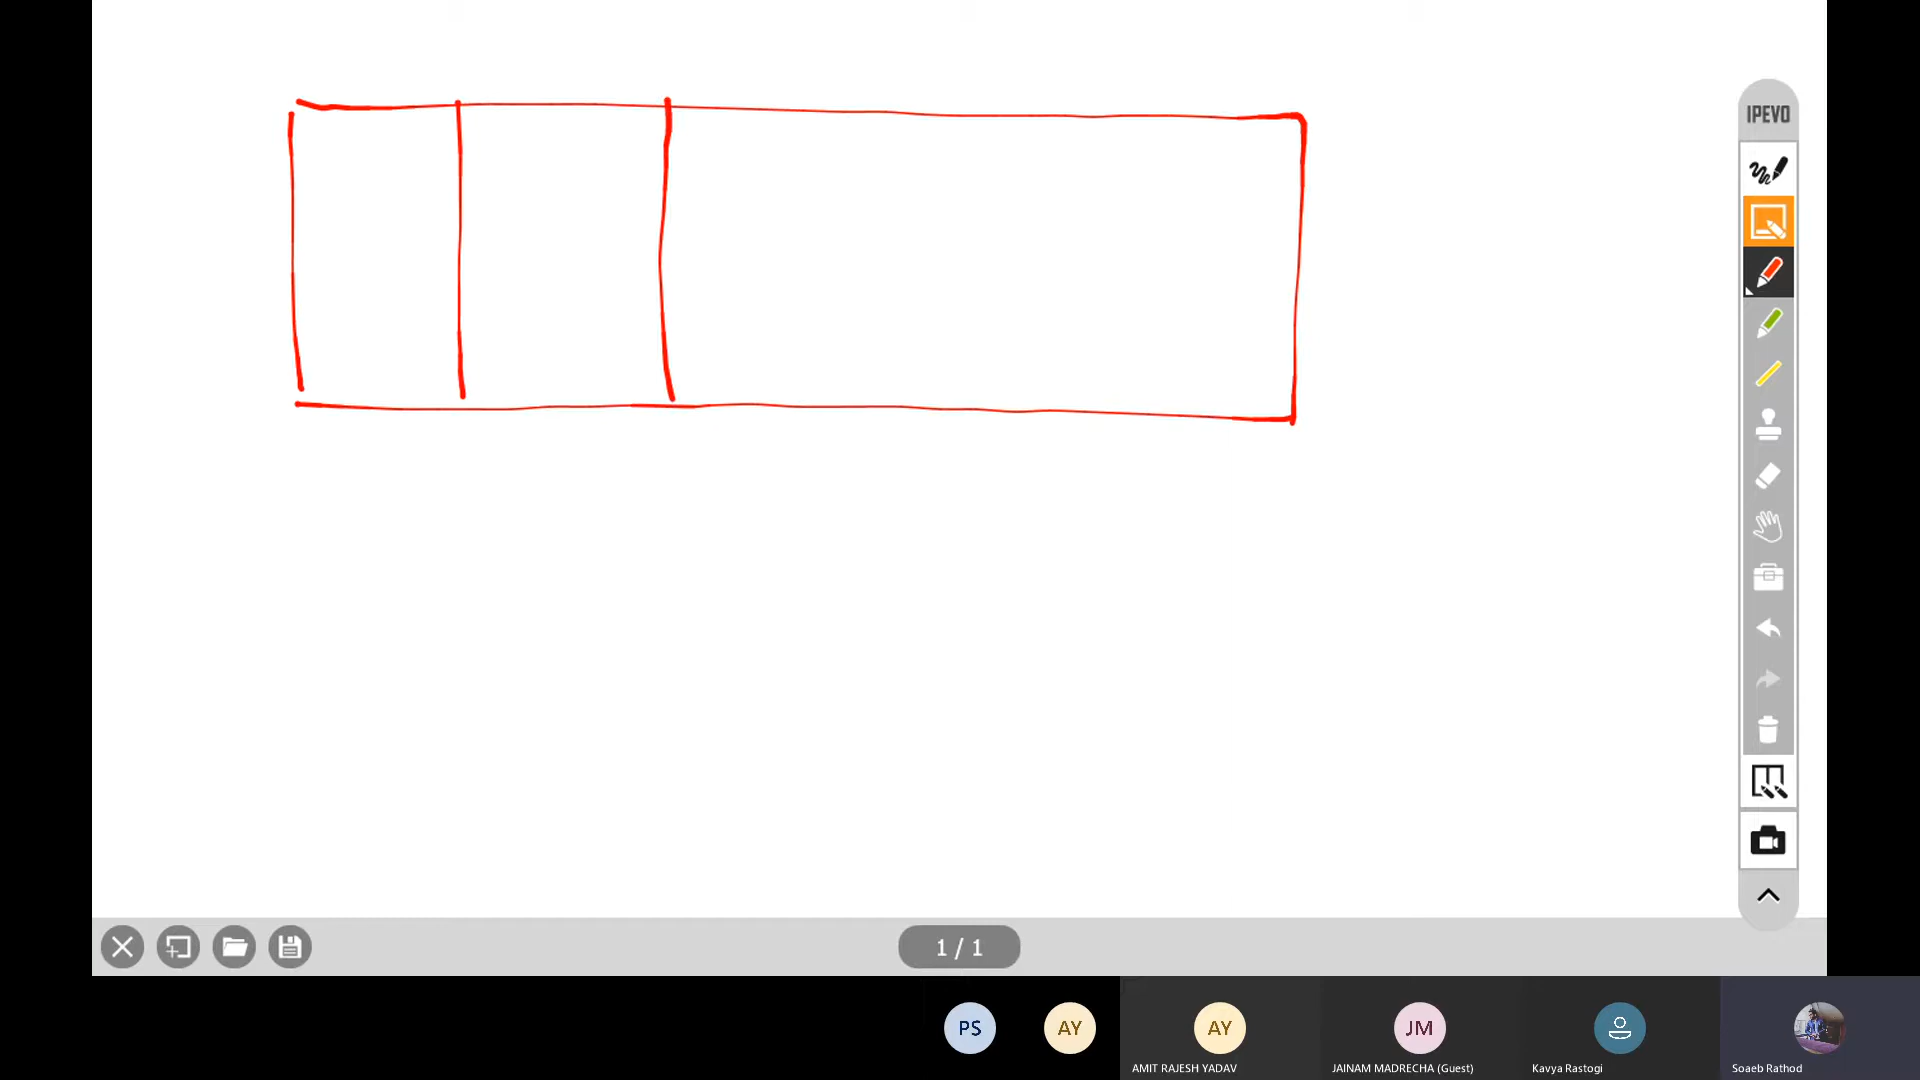 IPEVO
1 / 1
PS
AY
AY
JM
AMIT RAJESH YADAV
JAINAM MADRECHA (Guest)
Kavya Rastogi
Soaeb Rathod